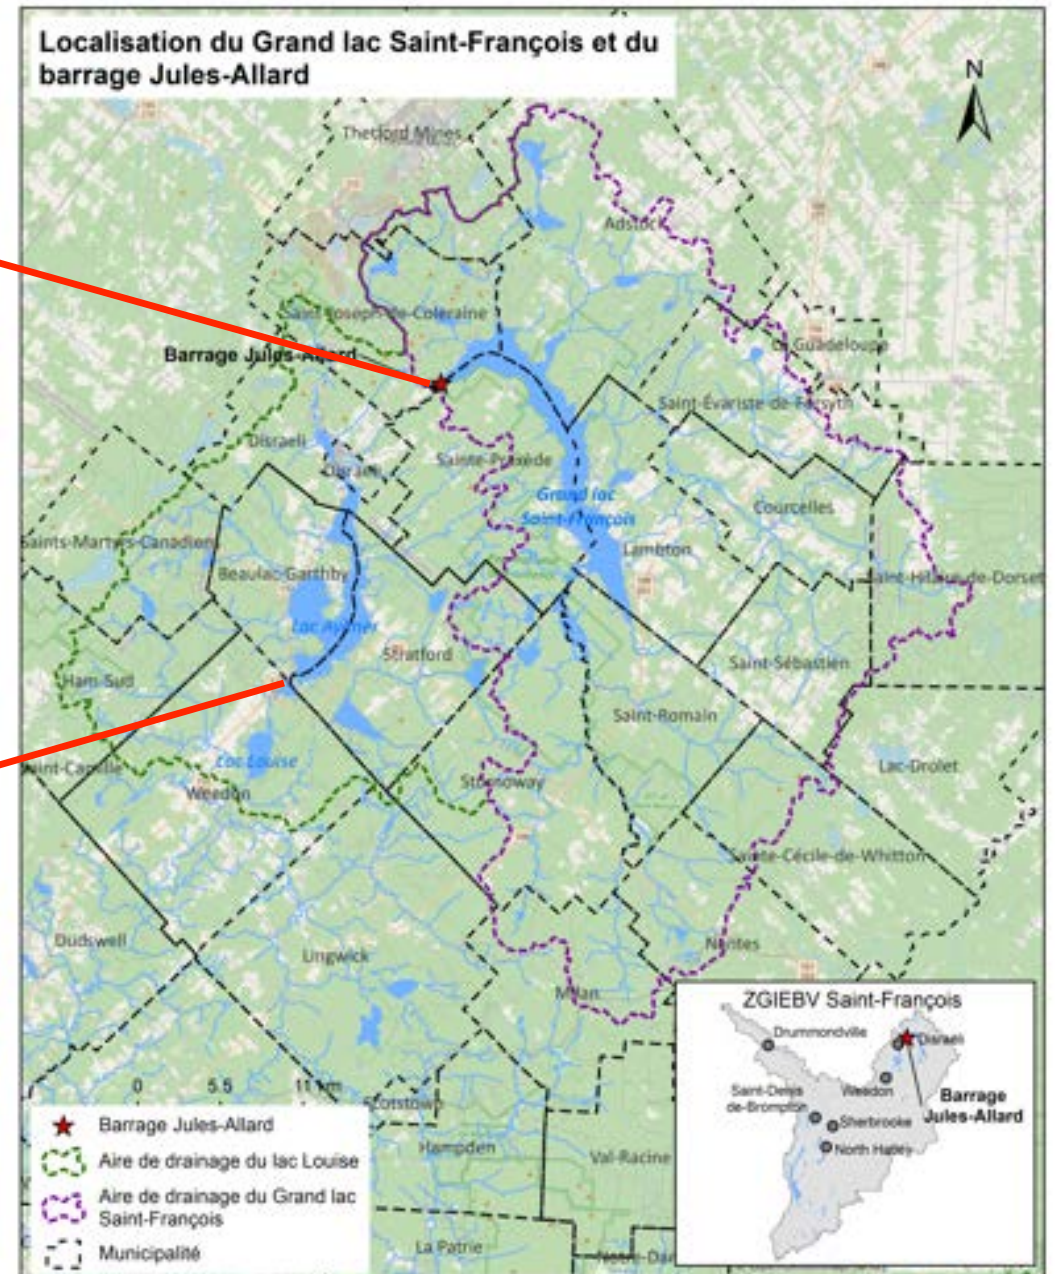 Localisation du Grand lac Saint-François et du
barrage Jules-Allard
N
Thetford Mines
Adstock
Saint-Joseph-de-Coleraine
Barrage Jules-Allard
La Guadeloupe
Saint-Évariste-de-Forsyth
Disraeli
Disraeli
Sainte-Praxède
Grand lac
Saint-François
Courcelles
Saints-Martyrs-Canadiens
Lambton
Beaulac-Garthby
Saint-Hilaire-de-Dorset
Lac Aylmer
Stratford
Saint-Sébastien
Ham-Sud
Saint-Romain
Saint-Camille
Lac Louise
Lac-Drolet
Weedon
Stornoway
Sainte-Cécile-de-Whitton
Dudswell
Lingwick
Nantes
Milan
0 5.5 11 km
Scotstown
Hampden
Val-Racine
La Patrie
Barrage Jules-Allard
Aire de drainage du lac Louise
Aire de drainage du Grand lac
Saint-François
Municipalité
ZGIEBV Saint-François
Drummondville
Disraeli
Weedon
Saint-Denis
de-Brompton
Barrage
Jules-Allard
Sherbrooke
North Hatley